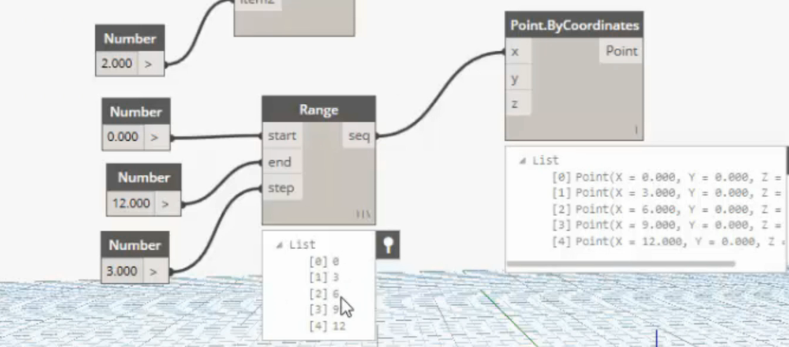 item2
Number
2.000 >
Number
0.000 >
Number
12.000 >
Number
3.000 >
Range
start seq
end
step
List
[0] 0
[1] 3
[2] 6
[3] 9
[4] 12
Point.ByCoordinates
x Point
y
z
List
[0] Point(X = 0.000, Y = 0.000, Z =
[1] Point(X = 3.000, Y = 0.000, Z =
[2] Point(X = 6.000, Y = 0.000, Z =
[3] Point(X = 9.000, Y = 0.000, Z =
[4] Point(X = 12.000, Y = 0.000, Z